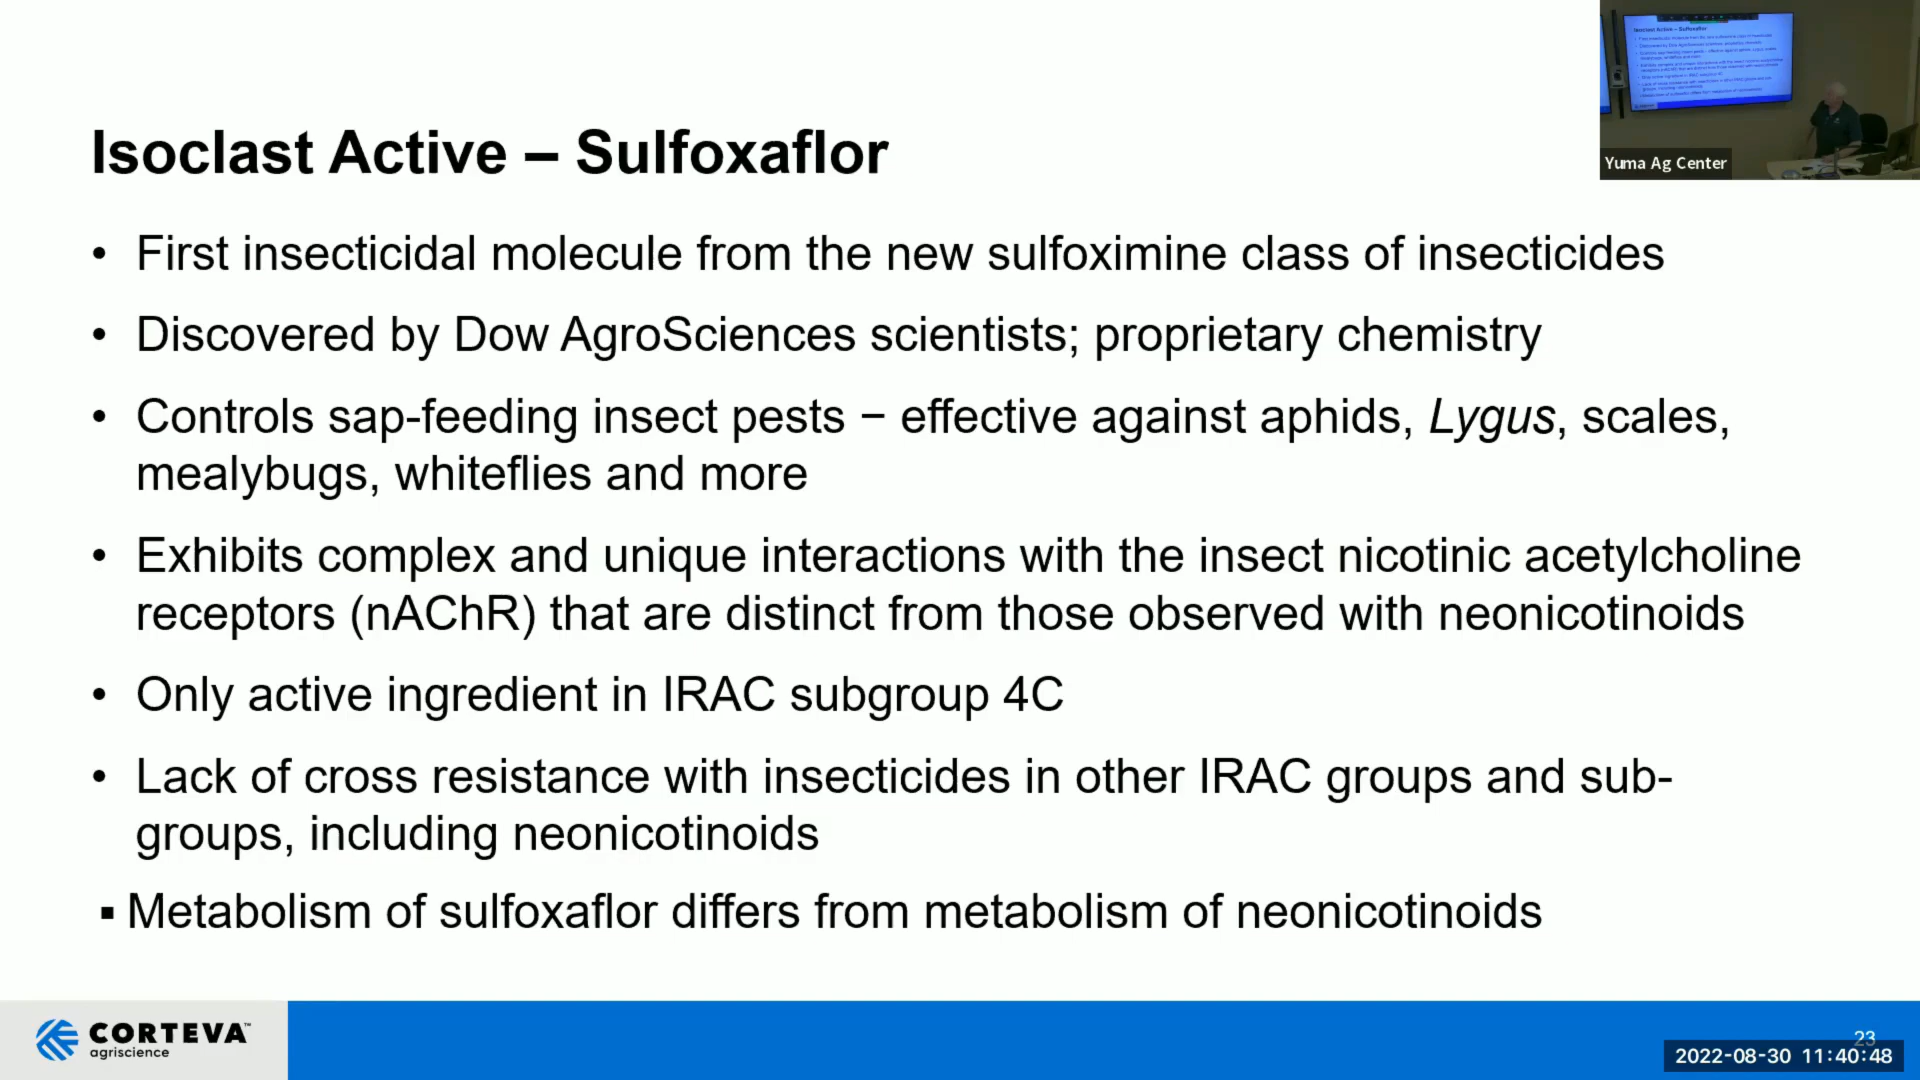 Yuma Ag Center
Isoclast Active – Sulfoxaflor
• First insecticidal molecule from the new sulfoximine class of insecticides
• Discovered by Dow AgroSciences scientists; proprietary chemistry
• Controls sap-feeding insect pests − effective against aphids, Lygus, scales,
mealybugs, whiteflies and more
• Exhibits complex and unique interactions with the insect nicotinic acetylcholine
receptors (nAChR) that are distinct from those observed with neonicotinoids
• Only active ingredient in IRAC subgroup 4C
• Lack of cross resistance with insecticides in other IRAC groups and sub-
groups, including neonicotinoids
▪ Metabolism of sulfoxaflor differs from metabolism of neonicotinoids
CORTEVA™
agriscience
23
2022-08-30 11:40:48